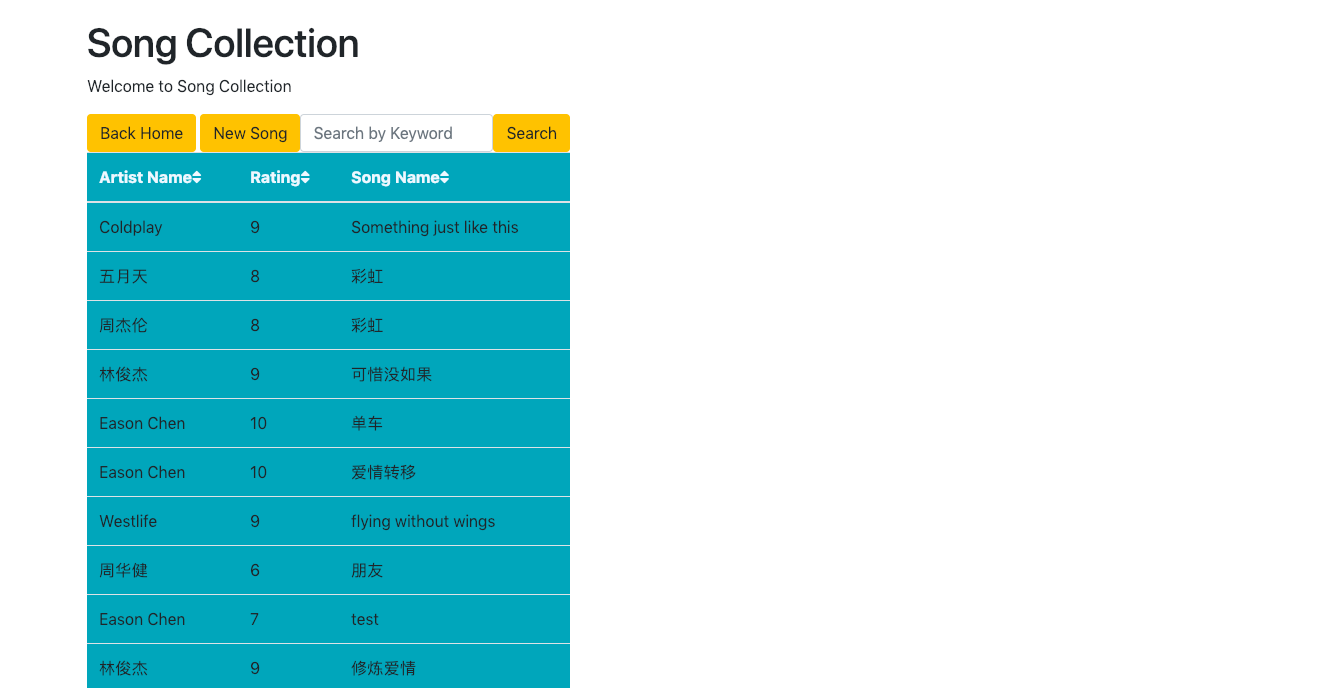 Song Collection
Welcome to Song Collection
Back Home New Song Search by Keyword Search
Artist Name Rating Song Name
Coldplay 9 Something just like this
五月天 8 彩虹
周杰伦 8 彩虹
林俊杰 9 可惜没如果
Eason Chen 10 单车
Eason Chen 10 爱情转移
Westlife 9 flying without wings
周华健 6 朋友
Eason Chen 7 test
林俊杰 9 修炼爱情